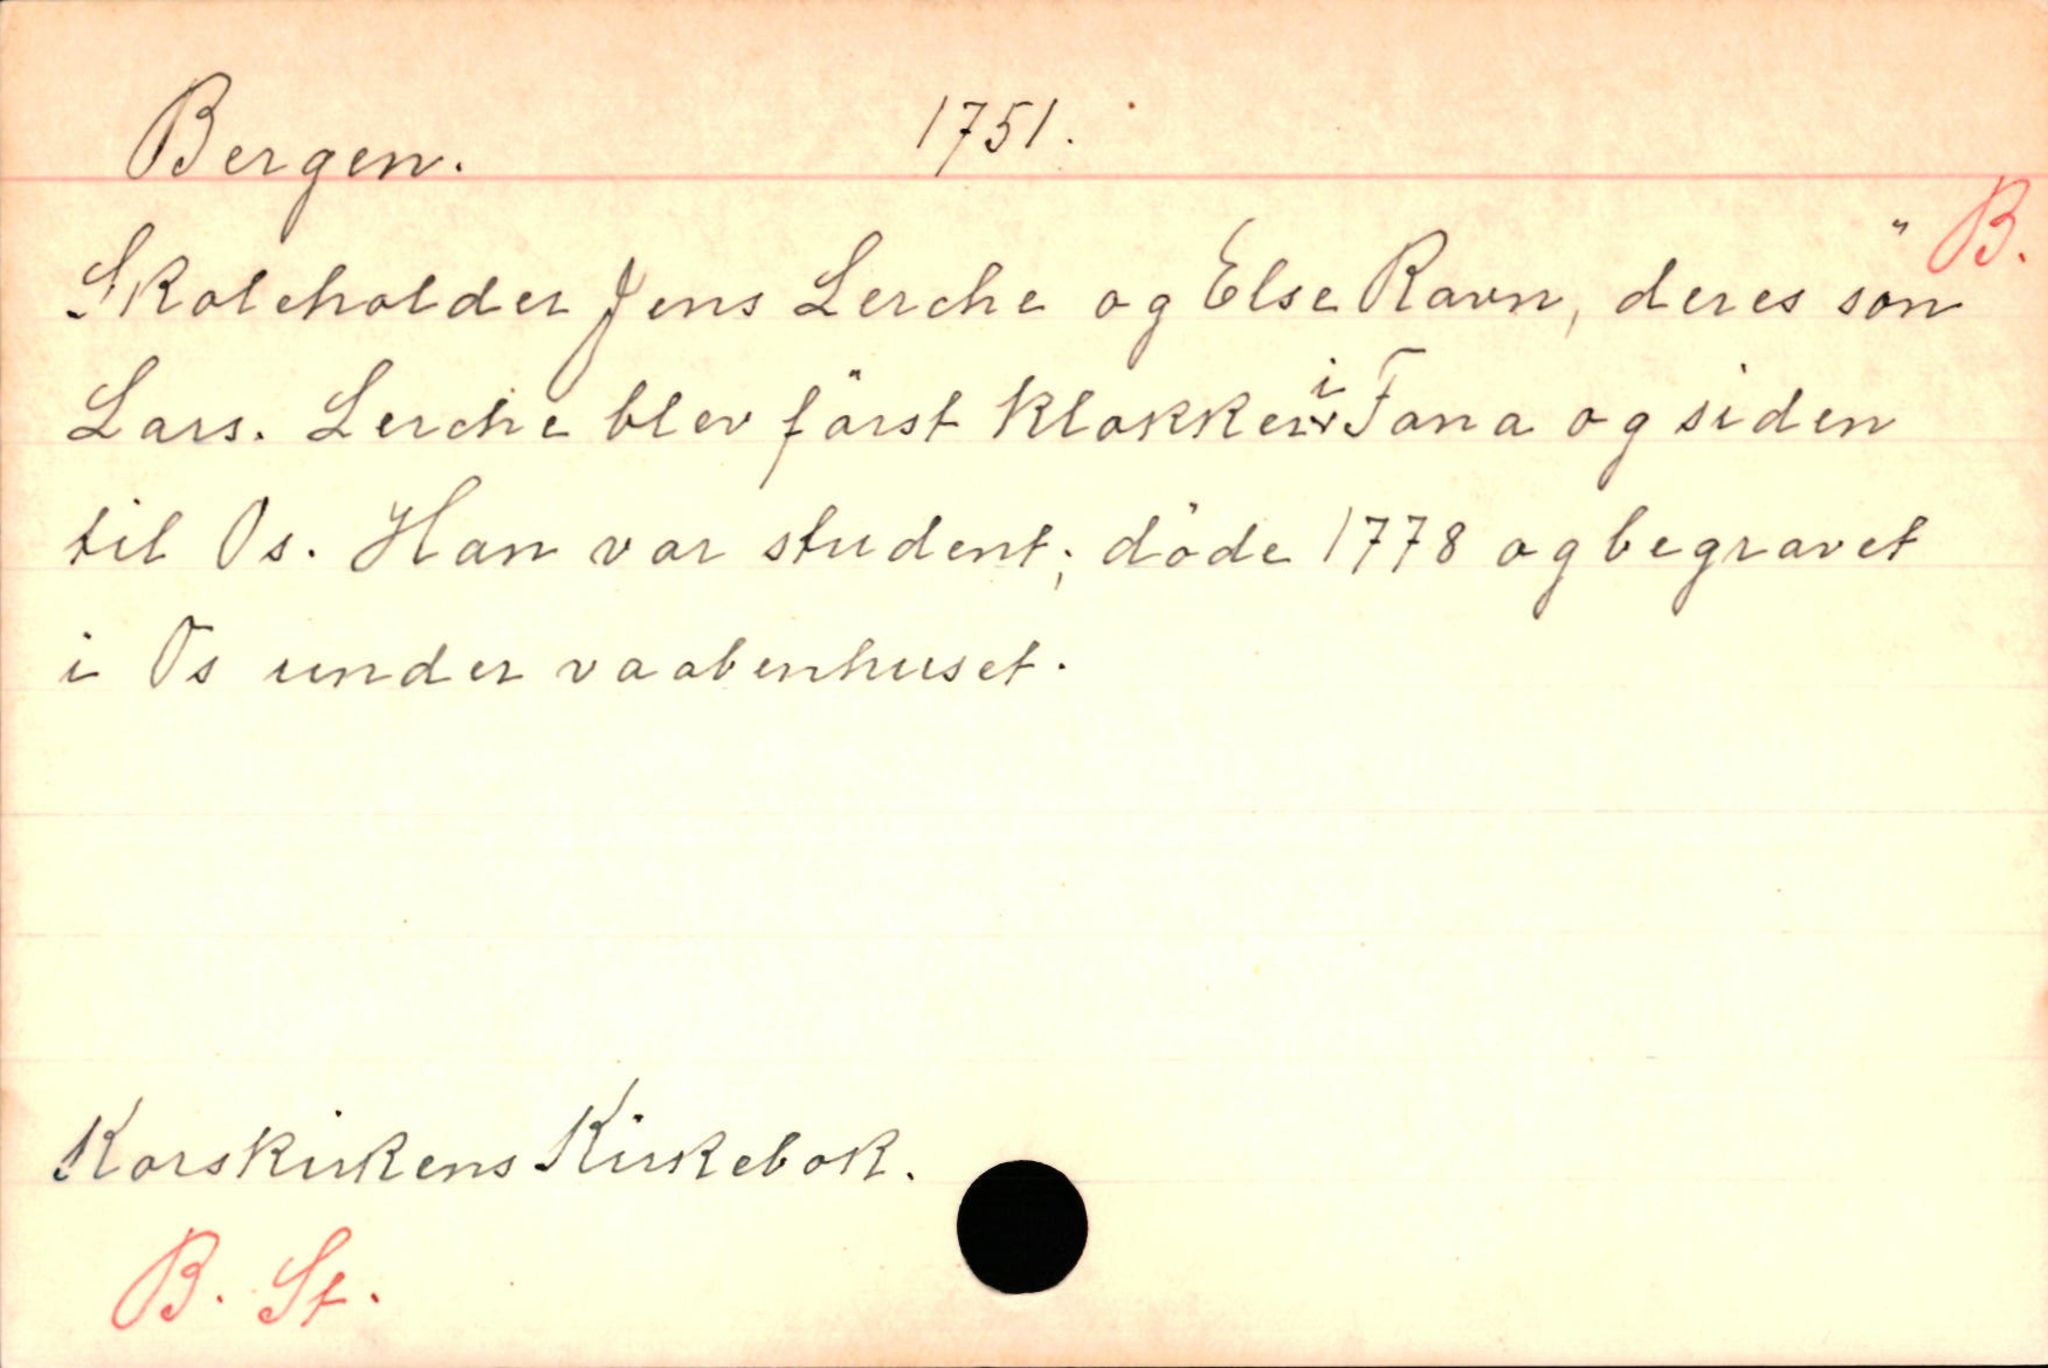 Bergen. 1751.
B.
Skoleholder Jens Lerche og Else Ravn, deres sön
Lars. Lerche blev först klokker i Fana og siden
til Os. Han var student; döde 1778 og begravet
i Os under vaabenhuset.
Korskirkens Kirkebok.
B. St.